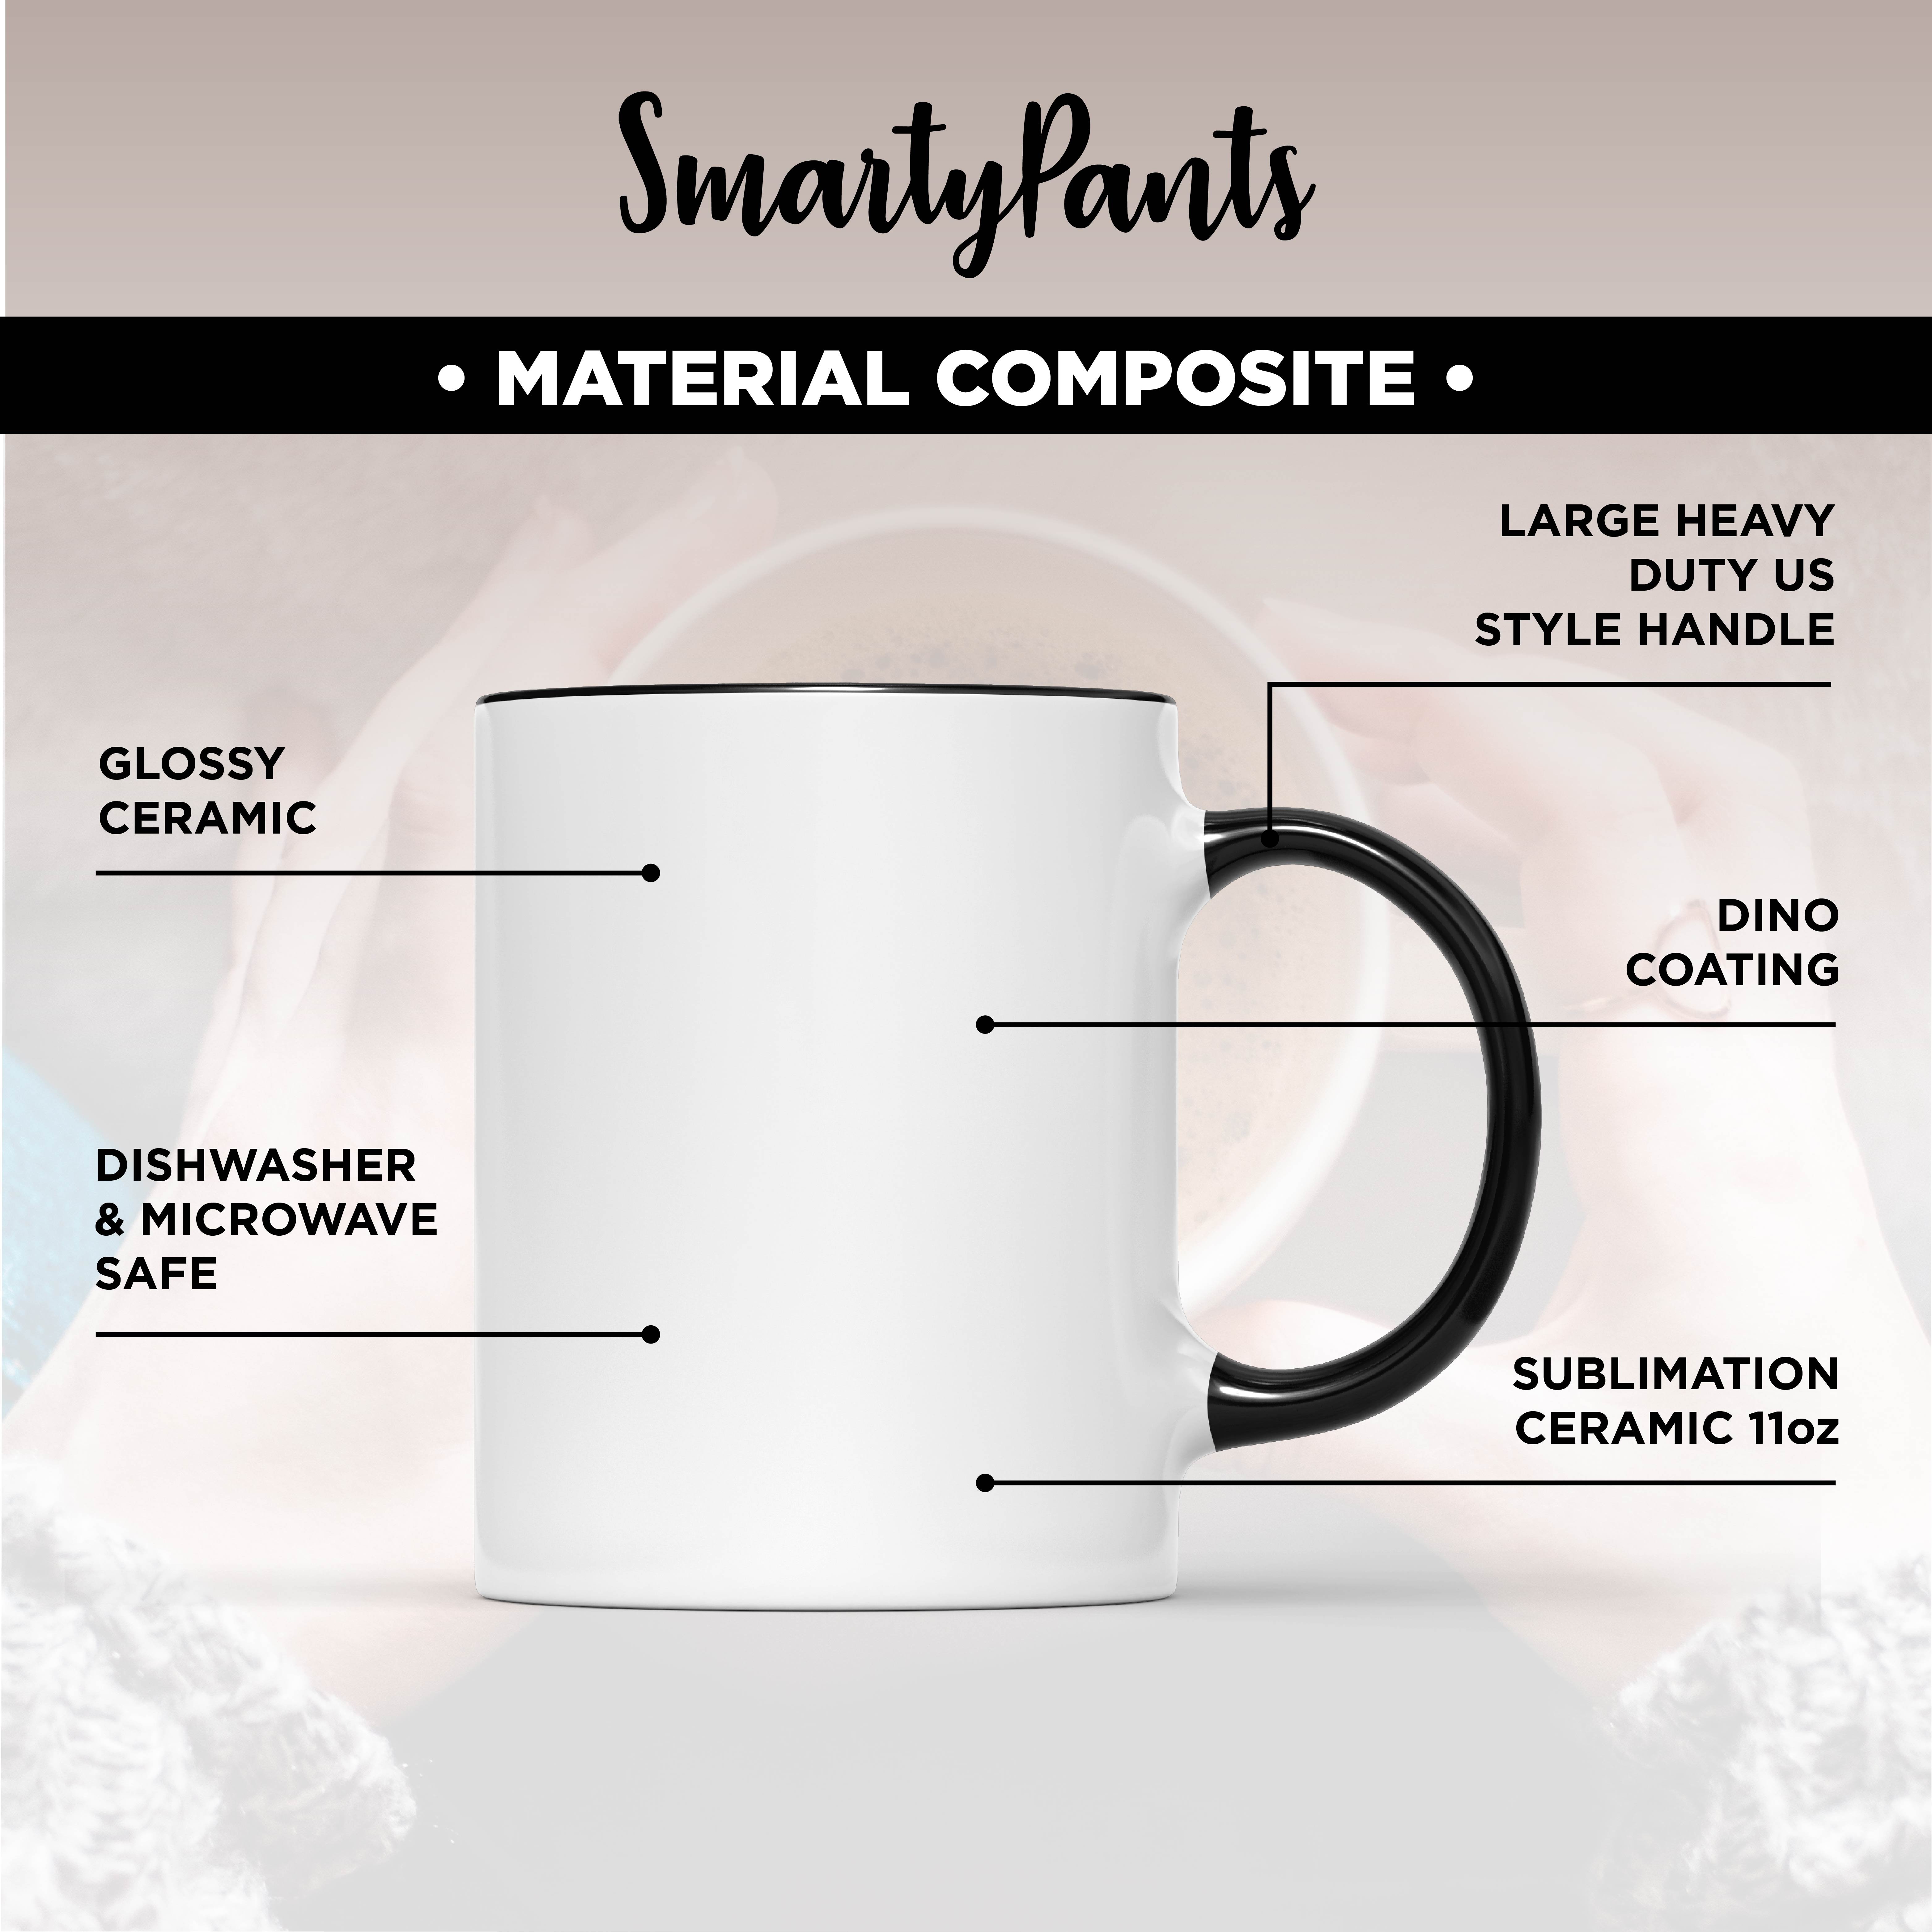 SmartyPants
• MATERIAL COMPOSITE •
LARGE HEAVY
DUTY US
STYLE HANDLE
GLOSSY
CERAMIC
DINO
COATING
DISHWASHER
& MICROWAVE
SAFE
SUBLIMATION
CERAMIC 11oz